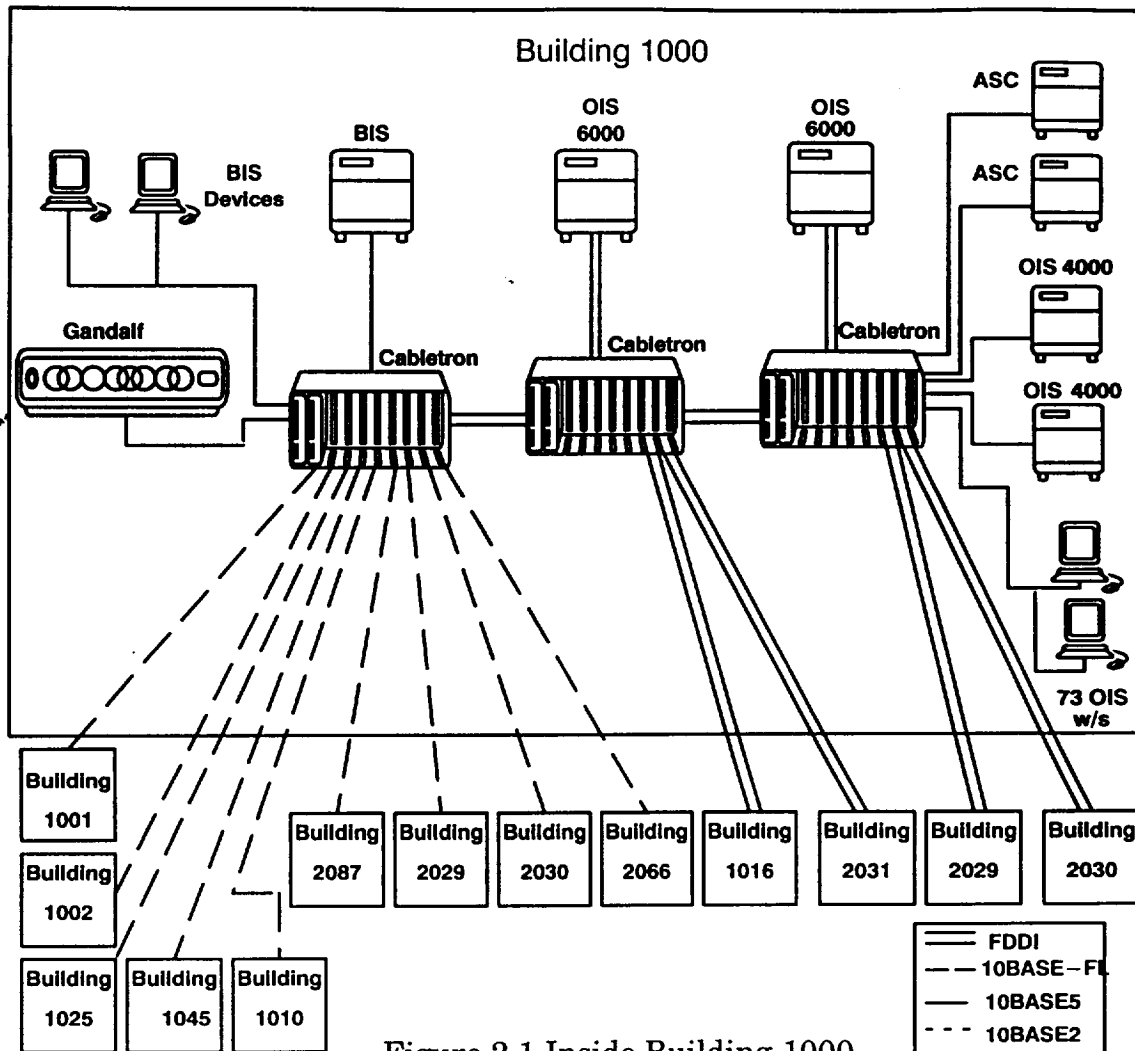 Building 1000
ASC
OIS
6000
OIS
6000
BIS
BIS
Devices
ASC
OIS 4000
Gandalf
Cabletron
Cabletron
Cabletron
OIS 4000
73 OIS
w/s
Building
1001
Building
1002
Building
1025
Building
1045
Building
1010
Building
2087
Building
2029
Building
2030
Building
2066
Building
1016
Building
2031
Building
2029
Building
2030
FDDI
10BASE-FL
10BASE5
10BASE2
Figure 2.1 Inside Building 1000